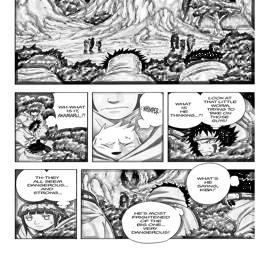 WH-WHAT
IS IT,
AKAMARU...?!
WHIMPER...
WHAT
IS HE
THINKING...?!
LOOK AT
THAT LITTLE
WORM,
TRYING TO
TAKE ON
THOSE
GUYS!
TH-THEY
ALL SEEM
DANGEROUS...
AND
STRONG...
HE'S MOST
FRIGHTENED
OF THE
BIG ONE...
VERY
DANGEROUS!
WHAT'S
HE
SAYING,
KIBA?